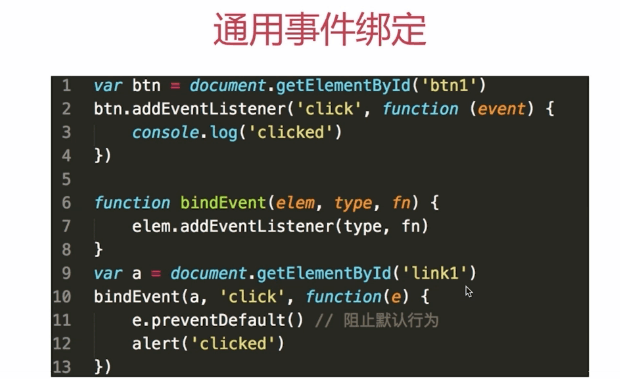 通用事件绑定
1 var btn = document.getElementById('btn1')
2 btn.addEventListener('click', function (event) {
3     console.log('clicked')
4 })
5
6 function bindEvent(elem, type, fn) {
7     elem.addEventListener(type, fn)
8 }
9 var a = document.getElementById('link1')
10 bindEvent(a, 'click', function(e) {
11     e.preventDefault() // 阻止默认行为
12     alert('clicked')
13 })